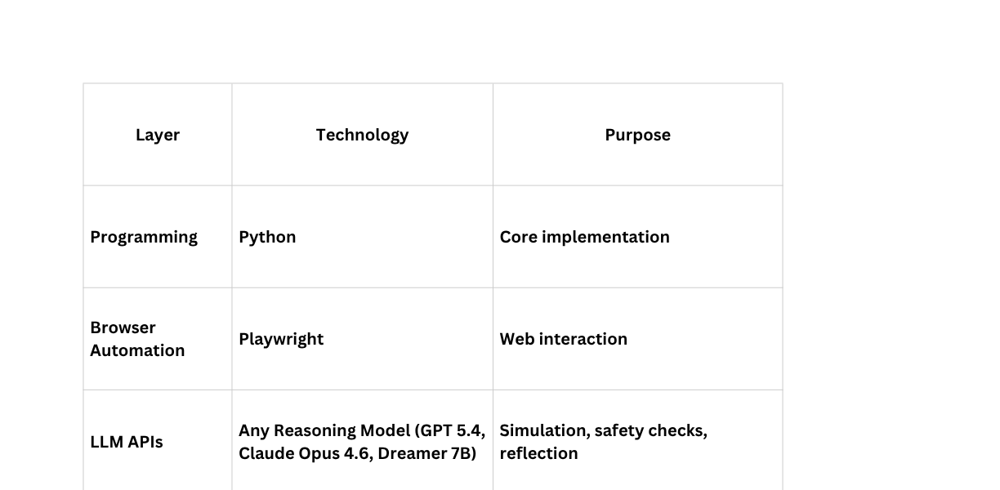 Layer
Technology
Purpose
Programming
Python
Core implementation
Browser
Automation
Playwright
Web interaction
LLM APIs
Any Reasoning Model (GPT 5.4,
Claude Opus 4.6, Dreamer 7B)
Simulation, safety checks,
reflection